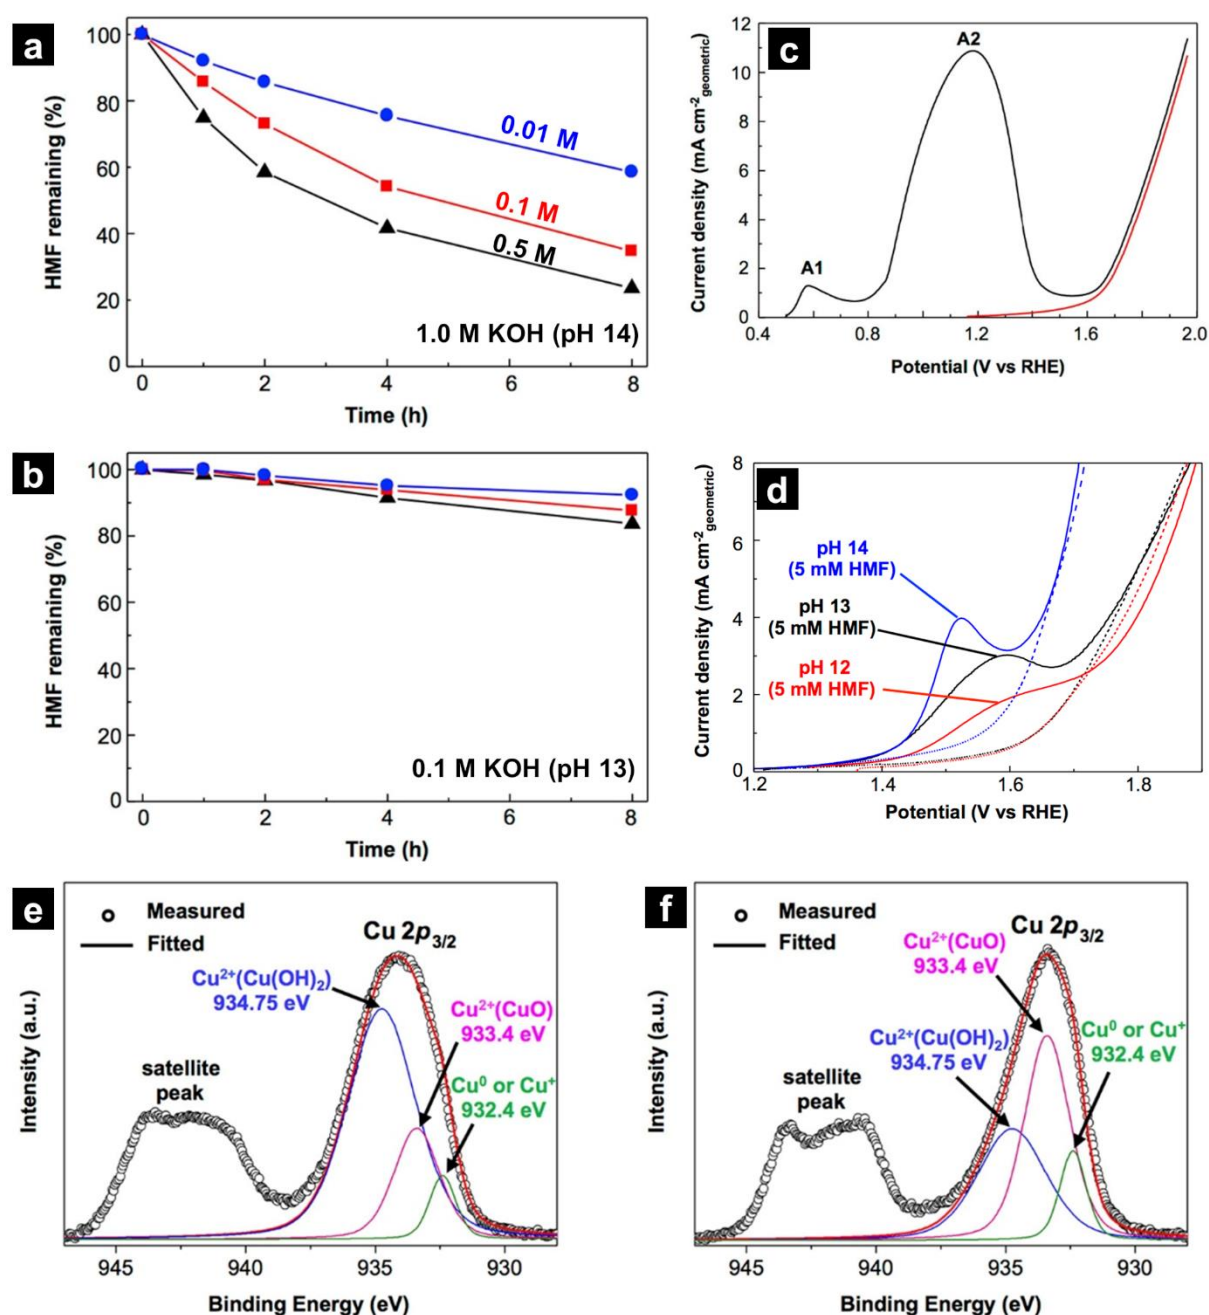 a
100
80
60
40
20
0
HMF remaining (%)
0.01 M
0.1 M
0.5 M
1.0 M KOH (pH 14)
0
2
4
6
8
Time (h)
c
12
10
8
6
4
2
0
Current density (mA cm⁻²geometric)
A1
A2
0.4
0.8
1.2
1.6
2.0
Potential (V vs RHE)
b
100
80
60
40
20
0
HMF remaining (%)
0.1 M KOH (pH 13)
0
2
4
6
8
Time (h)
d
8
6
4
2
0
Current density (mA cm⁻²geometric)
pH 14
(5 mM HMF)
pH 13
(5 mM HMF)
pH 12
(5 mM HMF)
1.2
1.4
1.6
1.8
Potential (V vs RHE)
e
Measured
Fitted
Cu 2p3/2
Cu²⁺(Cu(OH)₂)
934.75 eV
Cu²⁺(CuO)
933.4 eV
Cu⁰ or Cu⁺
932.4 eV
satellite
peak
Intensity (a.u.)
945
940
935
930
Binding Energy (eV)
f
Measured
Fitted
Cu 2p3/2
Cu²⁺(CuO)
933.4 eV
Cu²⁺(Cu(OH)₂)
934.75 eV
Cu⁰ or Cu⁺
932.4 eV
satellite
peak
Intensity (a.u.)
945
940
935
930
Binding Energy (eV)